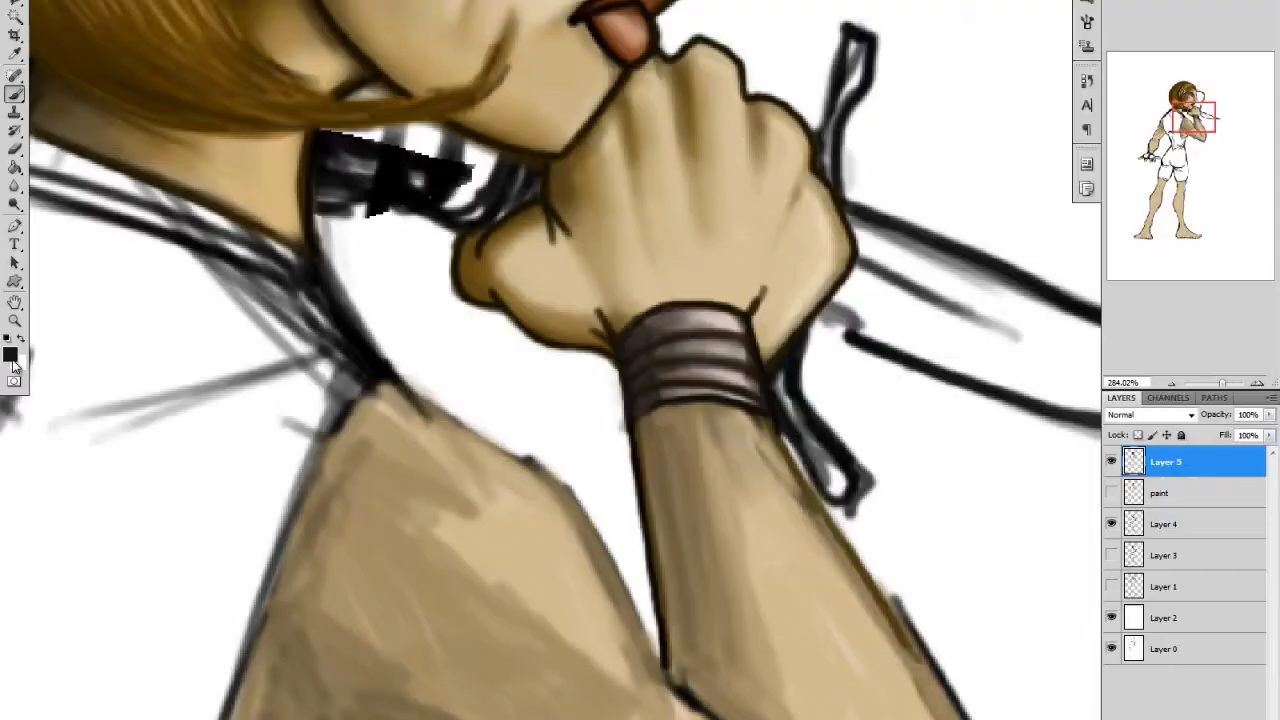 284.02%
LAYERS CHANNELS PATHS
Normal Opacity: 100%
Lock: Fill: 100%
Layer 5
paint
Layer 4
Layer 3
Layer 1
Layer 2
Layer 0